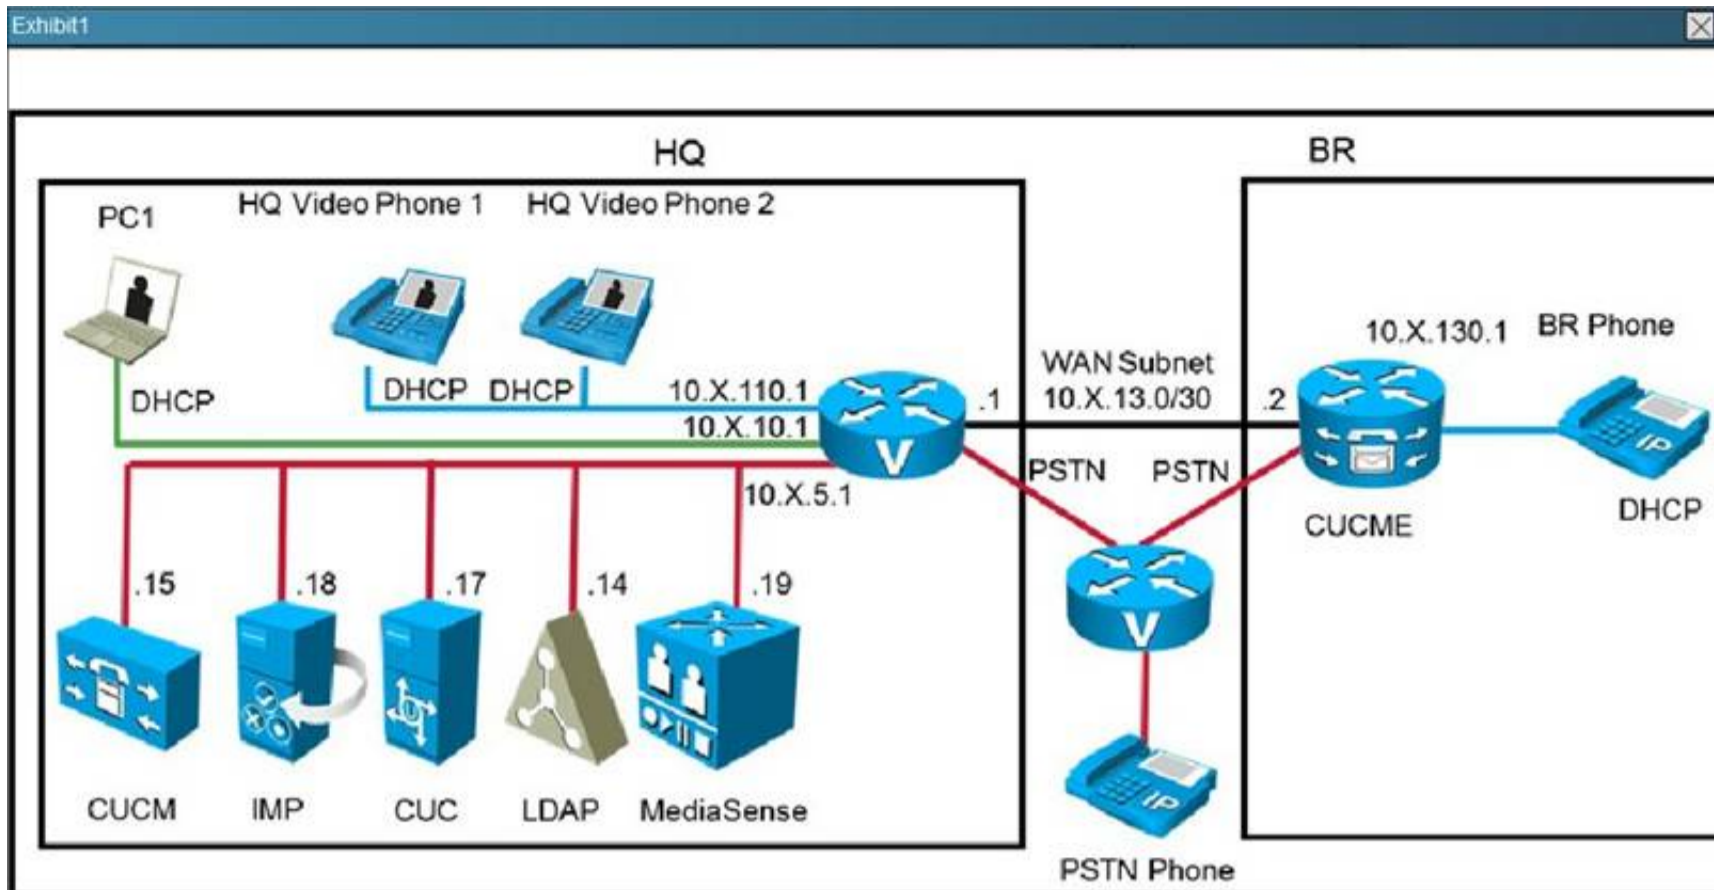 Exhibit1
HQ
BR
PC1
HQ Video Phone 1
HQ Video Phone 2
DHCP
DHCP
DHCP
10.X.110.1
10.X.10.1
10.X.5.1
.1
WAN Subnet
10.X.13.0/30
.2
10.X.130.1
BR Phone
IP
DHCP
CUCME
PSTN
PSTN
V
V
.15
.18
.17
.14
.19
U
CUCM
IMP
CUC
LDAP
MediaSense
IP
PSTN Phone